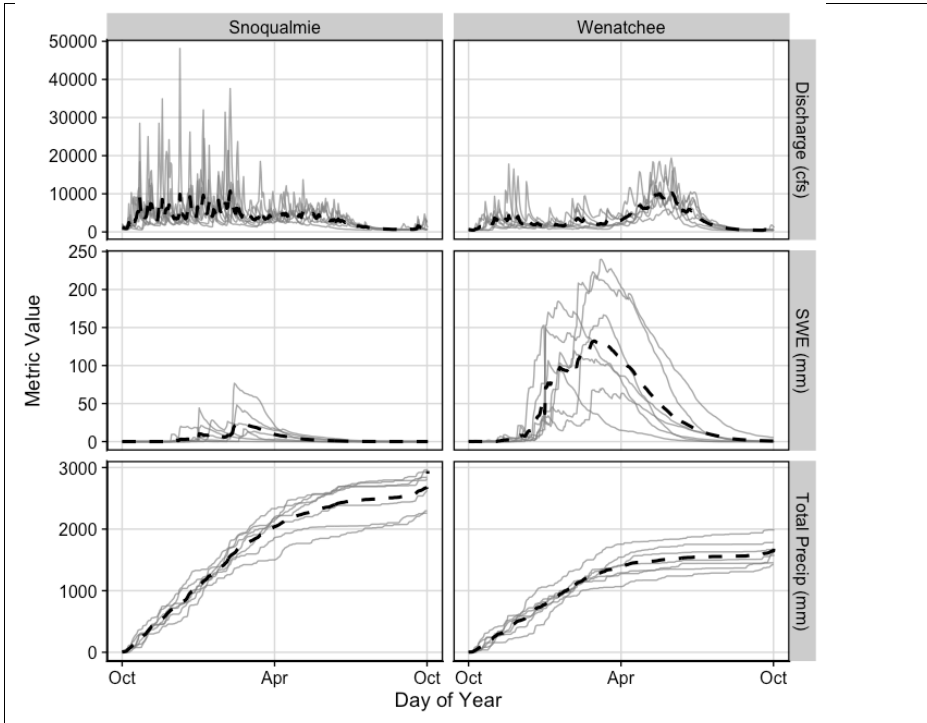 Snoqualmie
Wenatchee
50000
40000
30000
20000
10000
0
Discharge (cfs)
250
200
150
100
50
0
SWE (mm)
3000
2000
1000
0
Total Precip (mm)
Metric Value
Oct
Apr
Oct
Oct
Apr
Oct
Day of Year